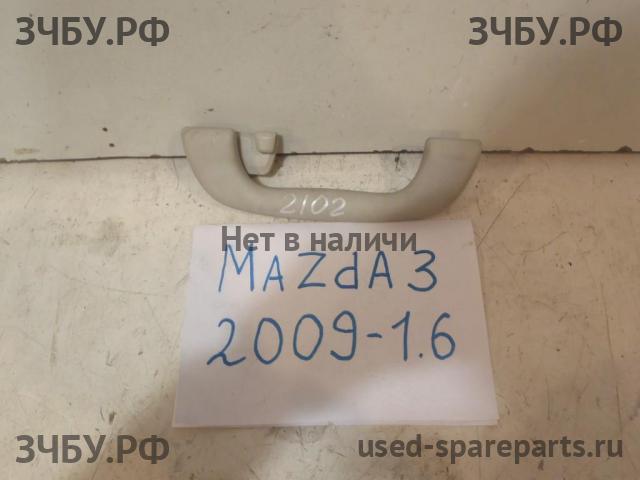 ЗЧБУ.РФ
ЗЧБУ.РФ
2102
Нет в наличи
MAZdA 3
2009-1.6
ЗЧБУ.РФ
used-spareparts.ru